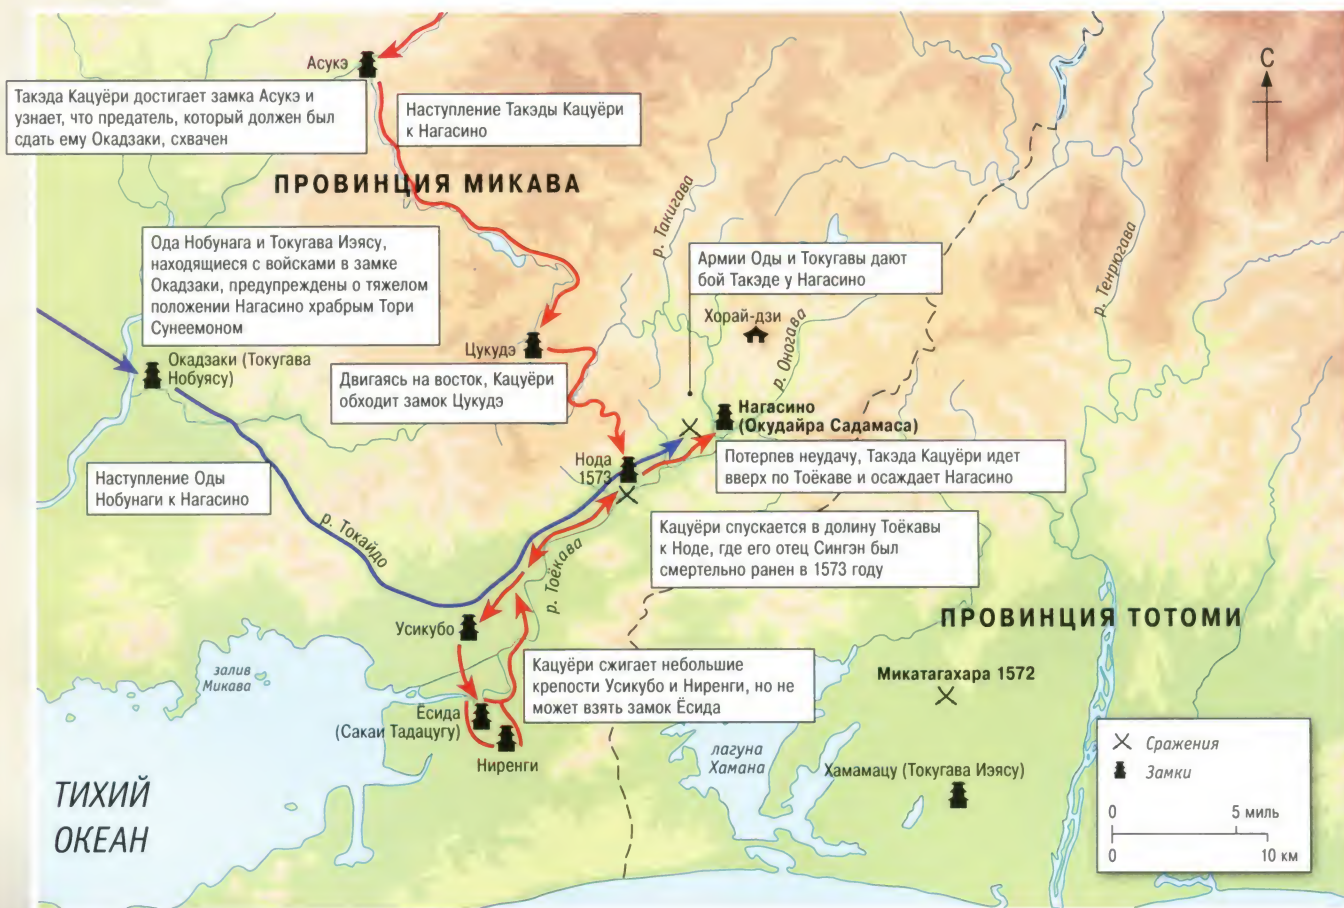 Асукэ
С
Такэда Кацуёри достигает замка Асукэ и
узнает, что предатель, который должен был
сдать ему Окадзаки, схвачен
Наступление Такэды Кацуёри
к Нагасино
ПРОВИНЦИЯ МИКАВА
р. Такигава
Ода Нобунага и Токугава Иэясу,
находящиеся с войсками в замке
Окадзаки, предупреждены о тяжелом
положении Нагасино храбрым Тори
Сунеемоном
Армии Оды и Токугавы дают
бой Такэде у Нагасино
р. Тенрюгава
Хорай-дзи
Цукудэ
р. Оногава
Окадзаки (Токугава
Нобуясу)
Двигаясь на восток, Кацуёри
обходит замок Цукудэ
Нагасино
(Окудайра Садамаса)
Потерпев неудачу, Такэда Кацуёри идет
вверх по Тоёкаве и осаждает Нагасино
Нода
1573
Наступление Оды
Нобунаги к Нагасино
р. Токайдо
Кацуёри спускается в долину Тоёкавы
к Ноде, где его отец Сингэн был
смертельно ранен в 1573 году
р. Тоёкава
ПРОВИНЦИЯ ТОТОМИ
Усикубо
залив
Микава
Кацуёри сжигает небольшие
крепости Усикубо и Ниренги, но не
может взять замок Ёсида
Микатагахара 1572
Ёсида
(Сакаи Тадацугу)
Ниренги
лагуна
Хамана
Хамамацу (Токугава Иэясу)
ТИХИЙ
ОКЕАН
Сражения
Замки
0
5 миль
0
10 км